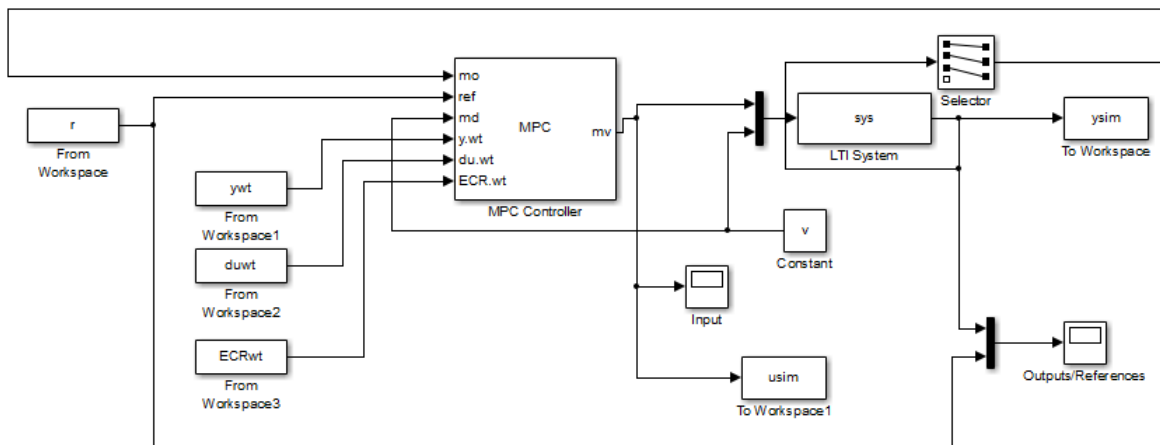 mo
ref
md
y.wt
du.wt
ECR.wt
MPC
mv
MPC Controller
r
From
Workspace
ywt
From
Workspace1
duwt
From
Workspace2
ECRwt
From
Workspace3
Selector
sys
LTI System
ysim
To Workspace
v
Constant
Input
usim
To Workspace1
Outputs/References